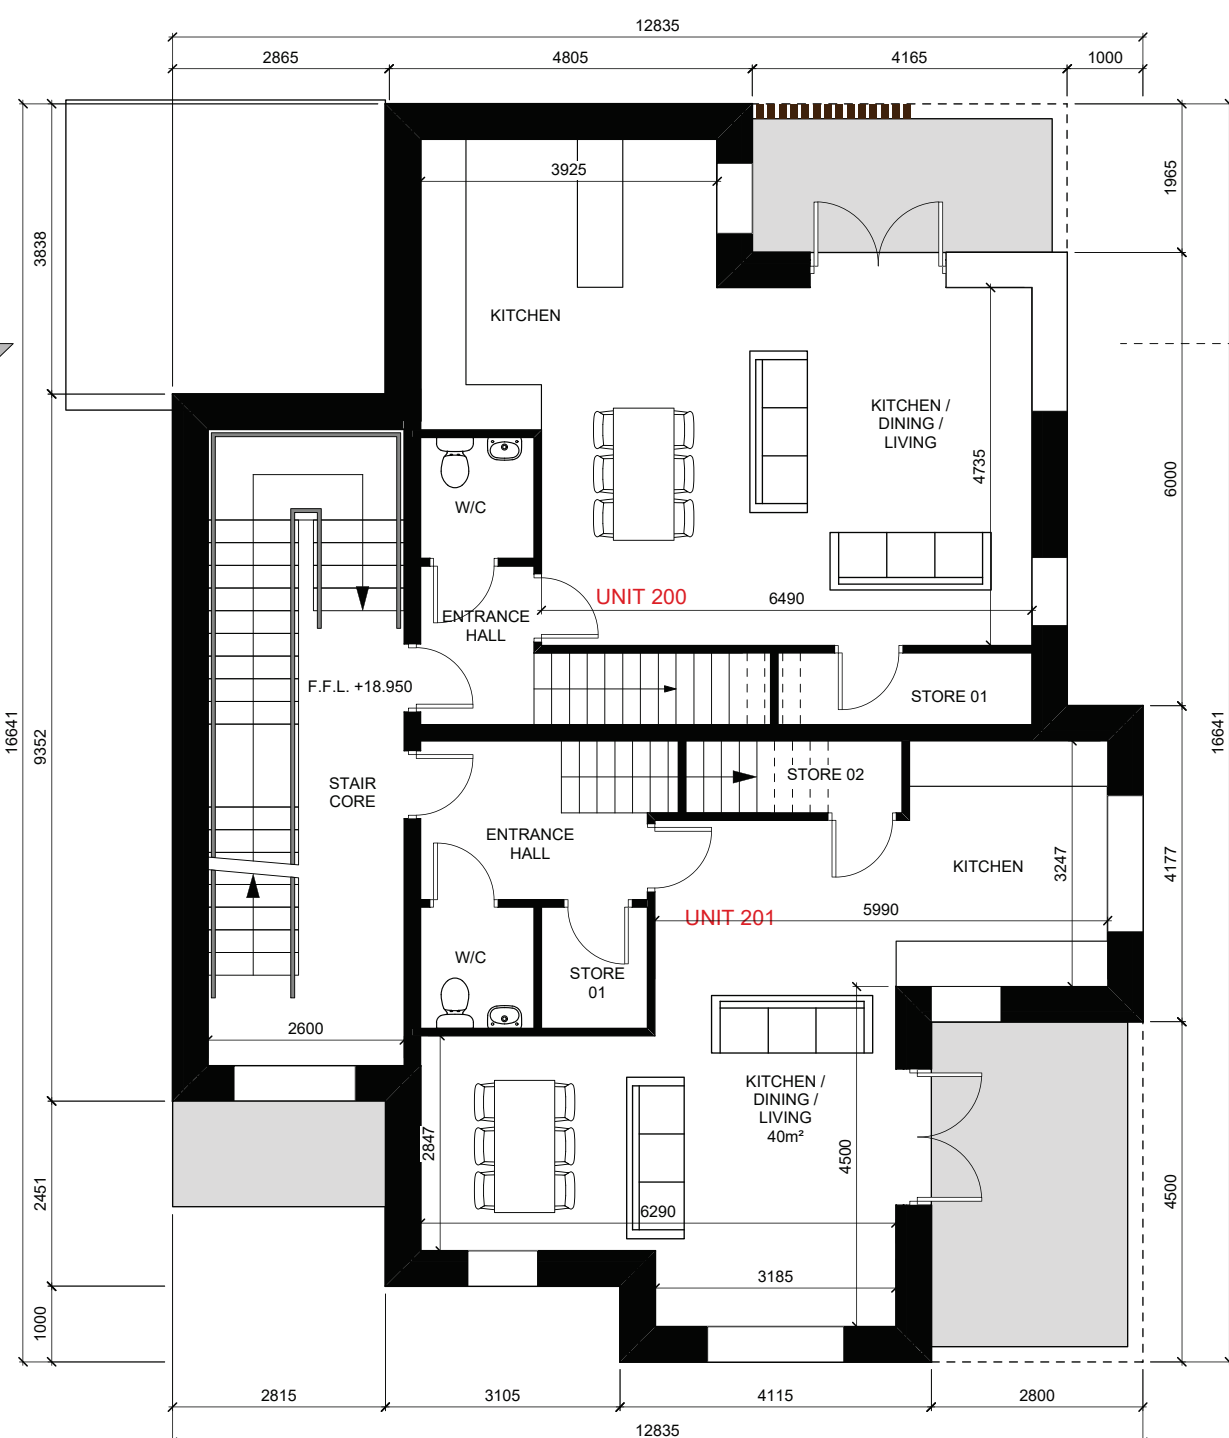 12835
2865
4805
4165
1000
3925
1965
3838
KITCHEN
KITCHEN /
DINING /
LIVING
4735
6000
W/C
UNIT 200
6490
ENTRANCE
HALL
F.F.L. +18.950
STORE 01
16641
9352
16641
STAIR
CORE
STORE 02
ENTRANCE
HALL
KITCHEN
3247
4177
5990
UNIT 201
W/C
STORE
01
2600
KITCHEN /
DINING /
LIVING
40m²
2847
4500
4500
2451
6290
3185
1000
2815
3105
4115
2800
12835